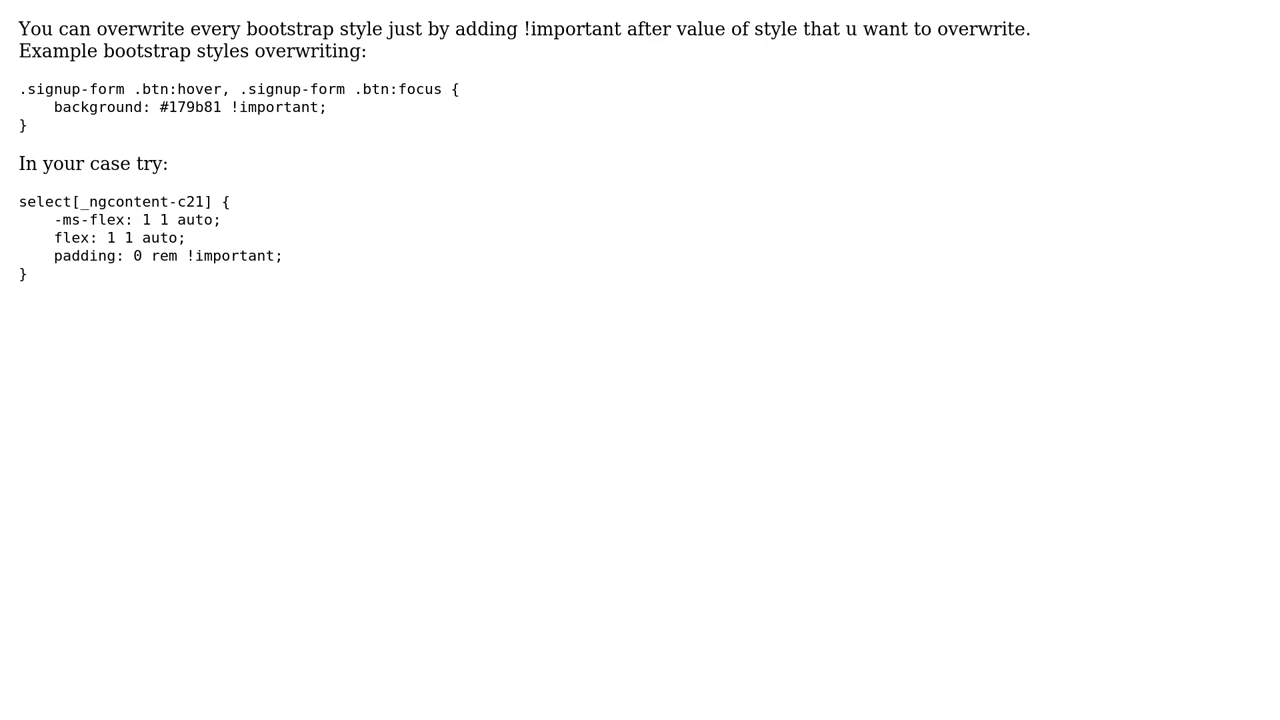 You can overwrite every bootstrap style just by adding !important after value of style that u want to overwrite.
Example bootstrap styles overwriting:
.signup-form .btn:hover, .signup-form .btn:focus {
    background: #179b81 !important;
}
In your case try:
select[_ngcontent-c21] {
    -ms-flex: 1 1 auto;
    flex: 1 1 auto;
    padding: 0 rem !important;
}